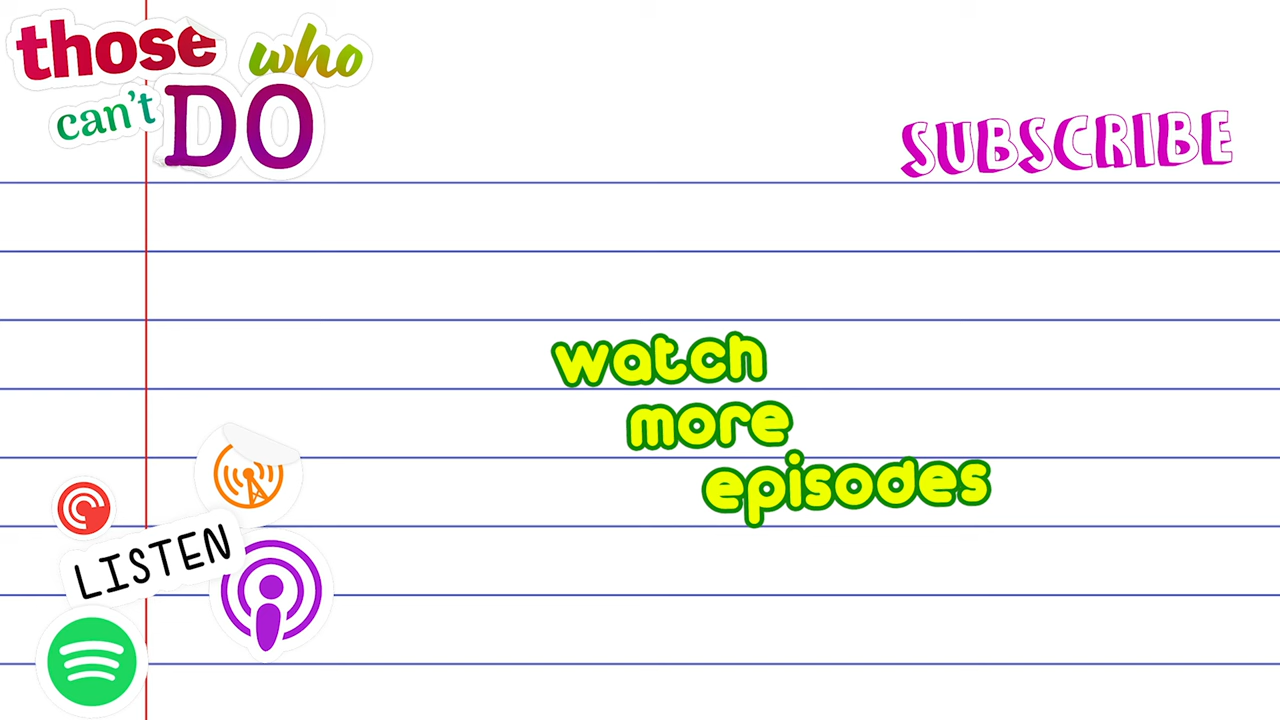 those who
can't DO
SUBSCRIBE
watch
more
episodes
LISTEN